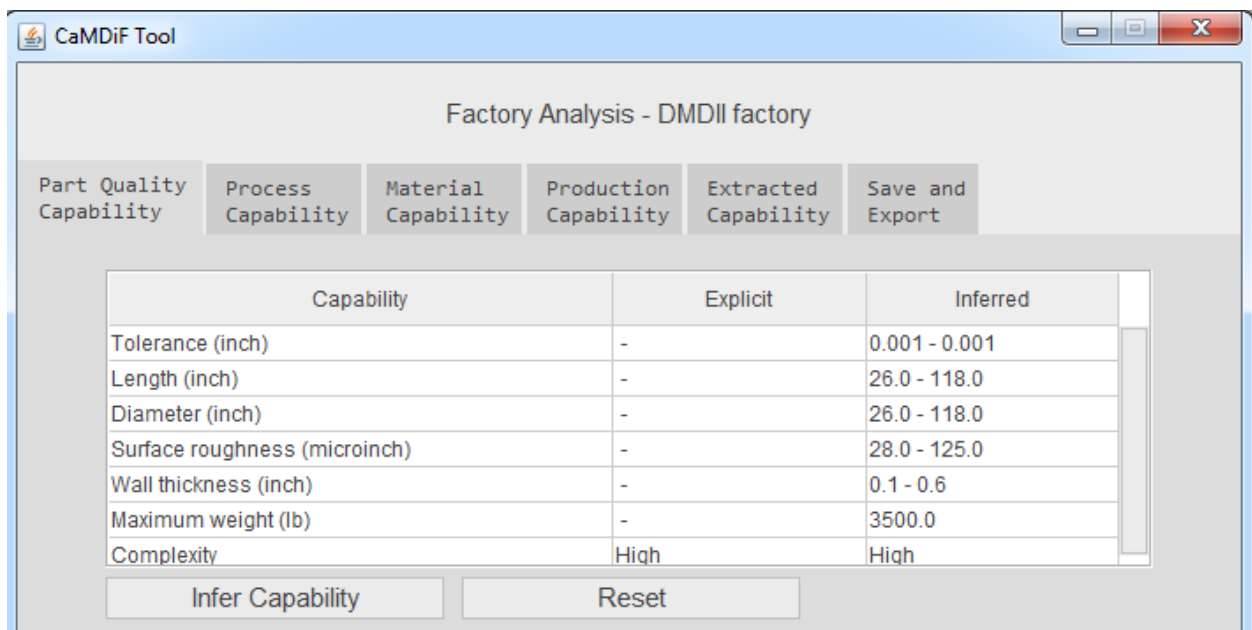 CaMDiF Tool
Factory Analysis - DMDII factory
Part Quality Capability
Process Capability
Material Capability
Production Capability
Extracted Capability
Save and Export
Capability Explicit Inferred
Tolerance (inch) - 0.001 - 0.001
Length (inch) - 26.0 - 118.0
Diameter (inch) - 26.0 - 118.0
Surface roughness (microinch) - 28.0 - 125.0
Wall thickness (inch) - 0.1 - 0.6
Maximum weight (lb) - 3500.0
Complexity High High
Infer Capability Reset